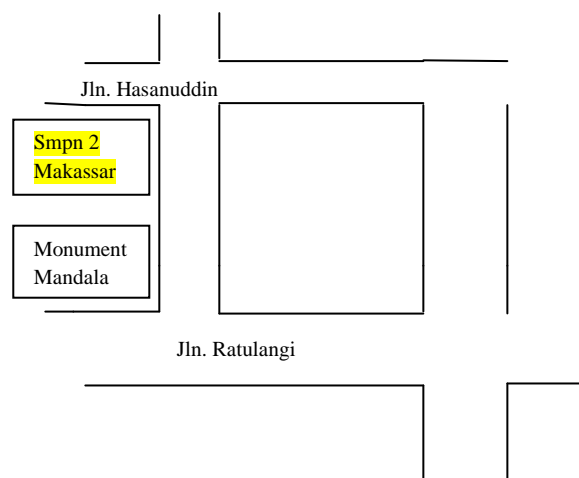 Jln. Hasanuddin
Smpn 2
Makassar
Monument
Mandala
Jln. Ratulangi